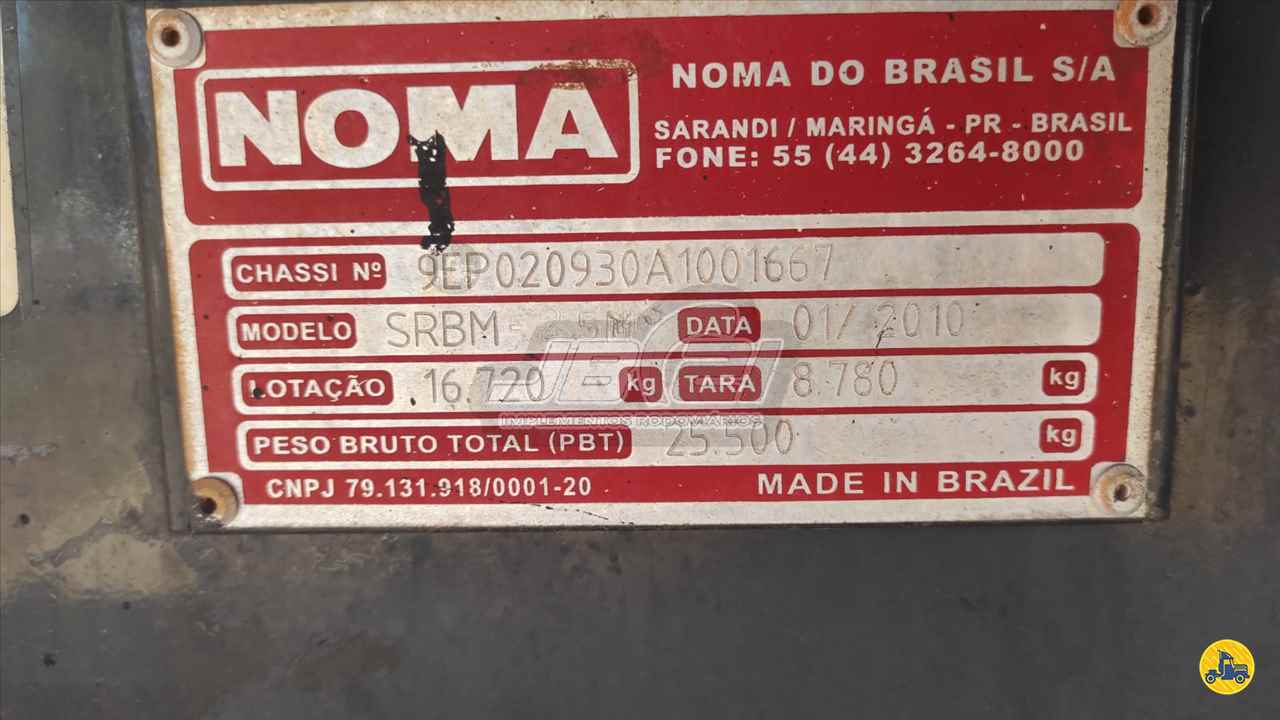 NOMA
NOMA DO BRASIL S/A
SARANDI / MARINGÁ - PR - BRASIL
FONE: 55 (44) 3264-8000
CHASSI Nº 9EP020930A1001667
MODELO SRBM- DATA 01/ 2010
LOTAÇÃO 16.720 kg TARA 8.780 kg
IMPLEMENTOS RODOVIÁRIOS
PESO BRUTO TOTAL (PBT) 25.500 kg
CNPJ 79.131.918/0001-20 MADE IN BRAZIL